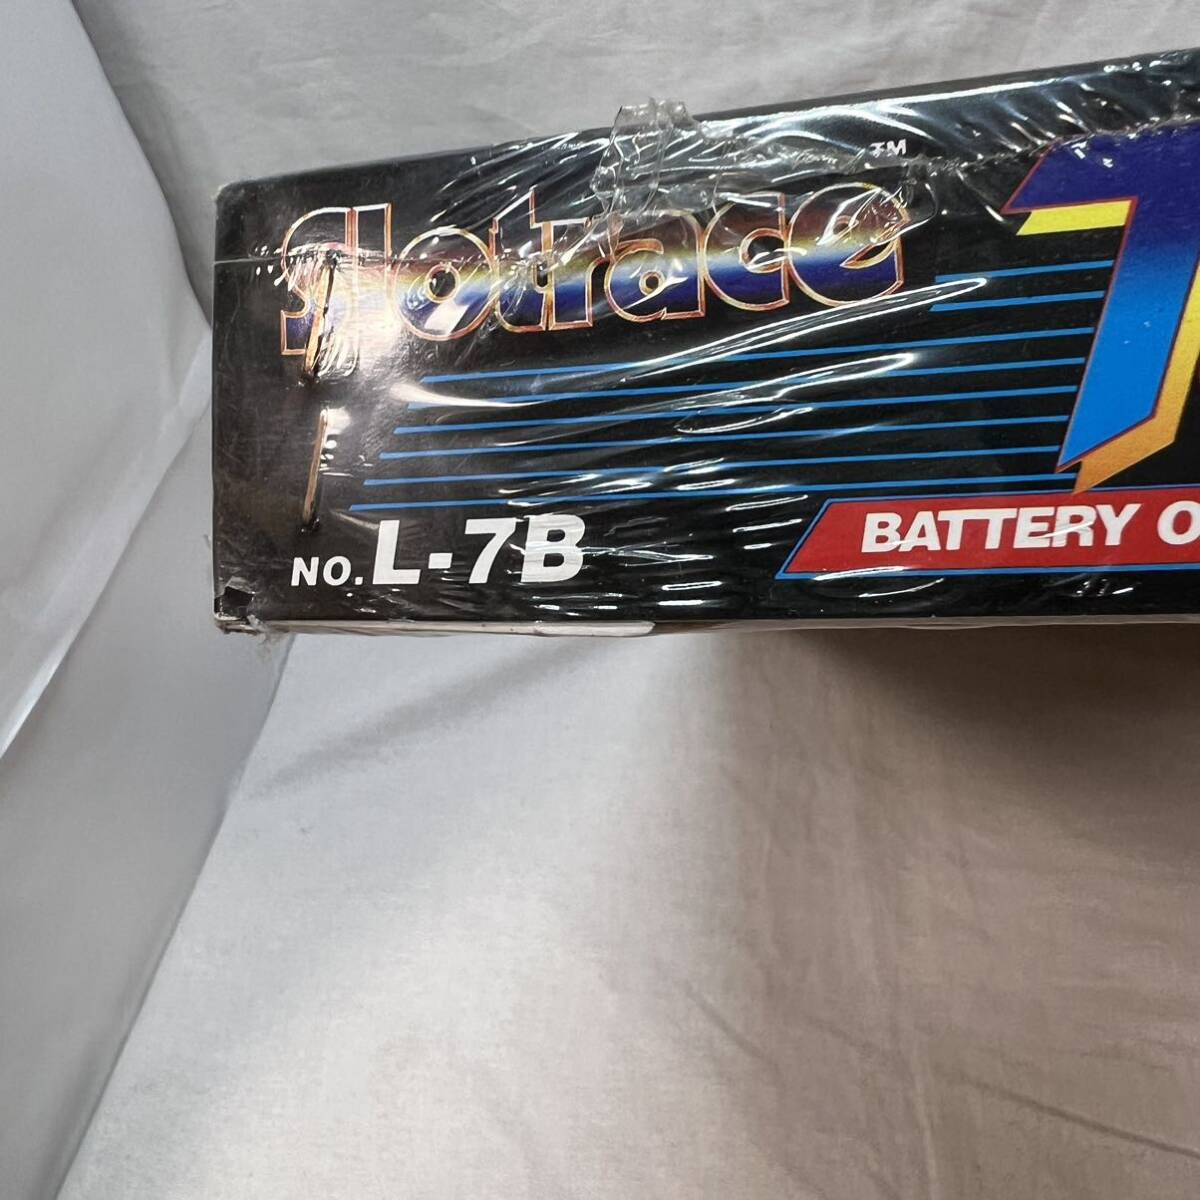 Slotrace™
NO. L-7B
BATTERY